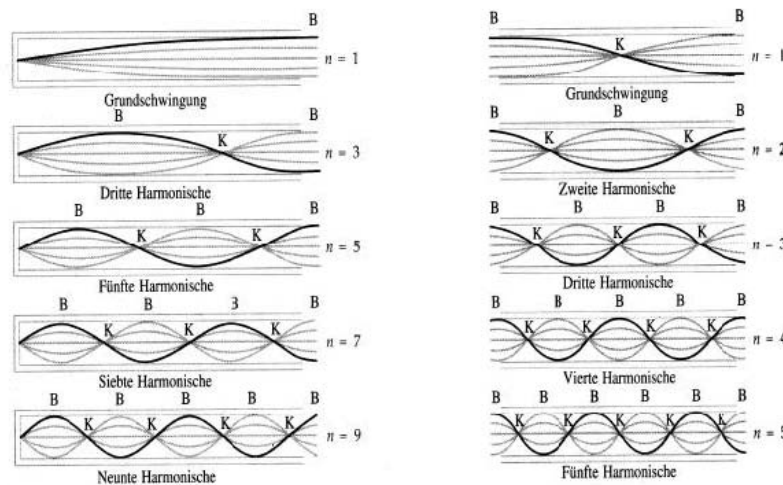 B
n = 1
Grundschwingung
B B
K
n = 3
Dritte Harmonische
B B B
K K
n = 5
Fünfte Harmonische
B B B B
K K K
n = 7
Siebte Harmonische
B B B B B
K K K K
n = 9
Neunte Harmonische
B B
K
n = 1
Grundschwingung
B B B
K K
n = 2
Zweite Harmonische
B B B B
K K K
n = 3
Dritte Harmonische
B B B B B
K K K K
n = 4
Vierte Harmonische
B B B B B B
K K K K K
n = 5
Fünfte Harmonische